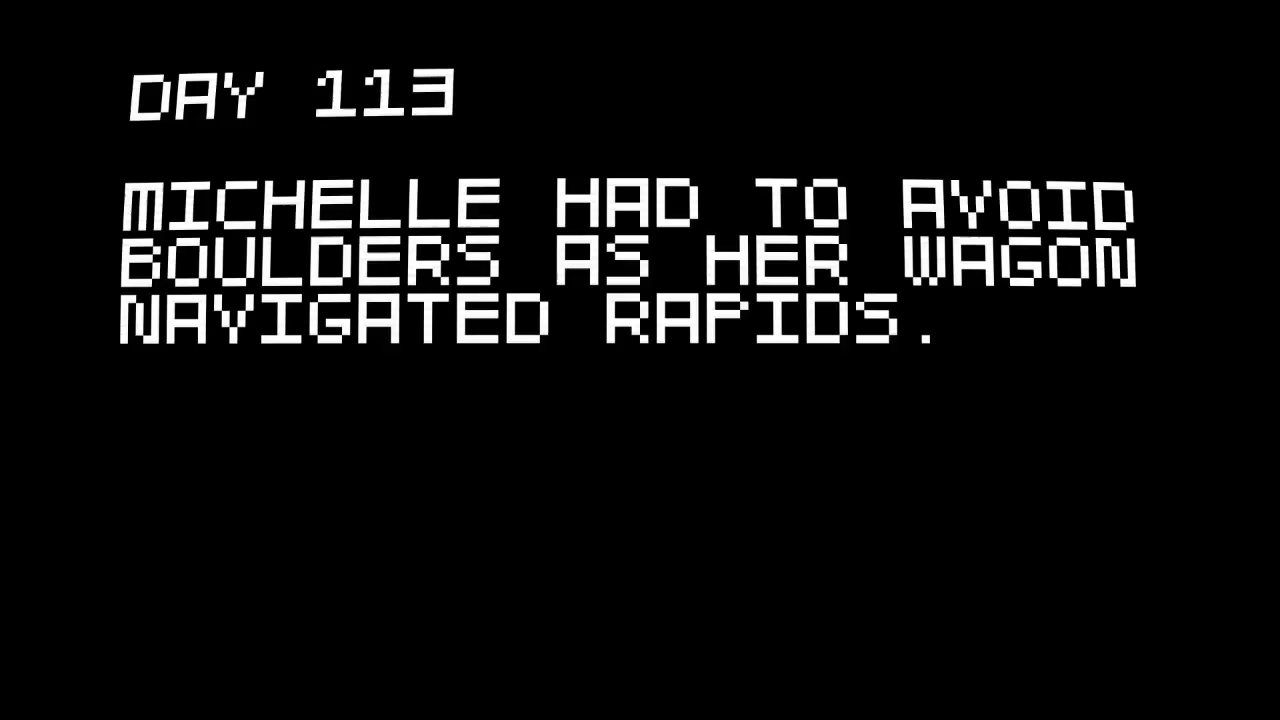 DAY 113
MICHELLE HAD TO AVOID
BOULDERS AS HER WAGON
NAVIGATED RAPIDS.